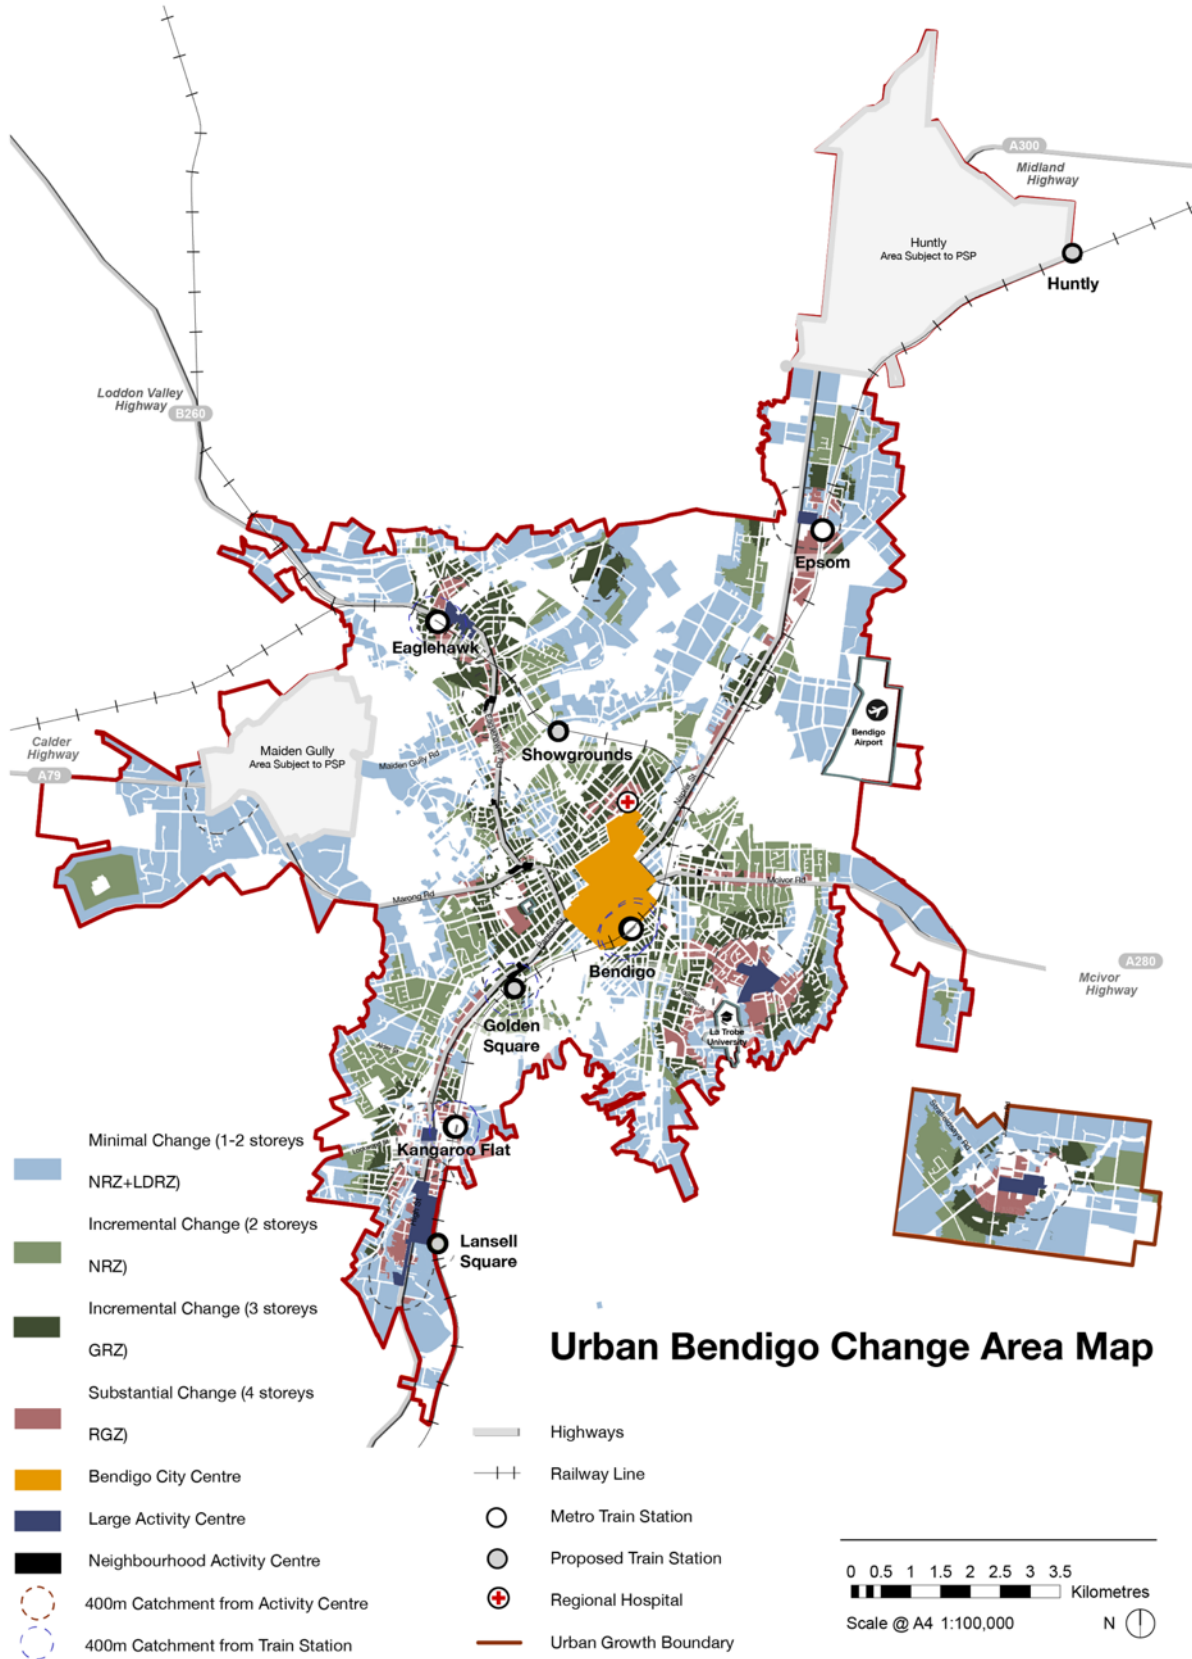 A300
Midland
Highway
Huntly
Area Subject to PSP
Huntly
Loddon Valley
Highway
B260
Epsom
Eaglehawk
Bendigo
Airport
Calder
Highway
A79
Maiden Gully
Area Subject to PSP
Maiden Gully Rd
Showgrounds
Napier St
Marong Rd
McIvor Rd
A280
McIvor
Highway
Bendigo
La Trobe
University
Golden
Square
Kangaroo Flat
Lansell
Square
Urban Bendigo Change Area Map
Minimal Change (1-2 storeys
NRZ+LDRZ)
Incremental Change (2 storeys
NRZ)
Incremental Change (3 storeys
GRZ)
Substantial Change (4 storeys
RGZ)
Bendigo City Centre
Large Activity Centre
Neighbourhood Activity Centre
400m Catchment from Activity Centre
400m Catchment from Train Station
Highways
Railway Line
Metro Train Station
Proposed Train Station
Regional Hospital
Urban Growth Boundary
0 0.5 1 1.5 2 2.5 3 3.5
Kilometres
Scale @ A4 1:100,000
N